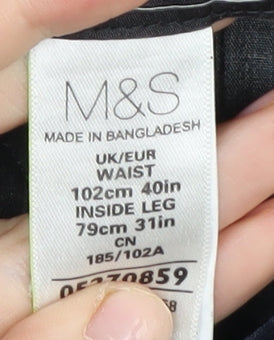 M&S
MADE IN BANGLADESH
UK/EUR
WAIST
102cm 40in
INSIDE LEG
79cm 31in
CN
185/102A